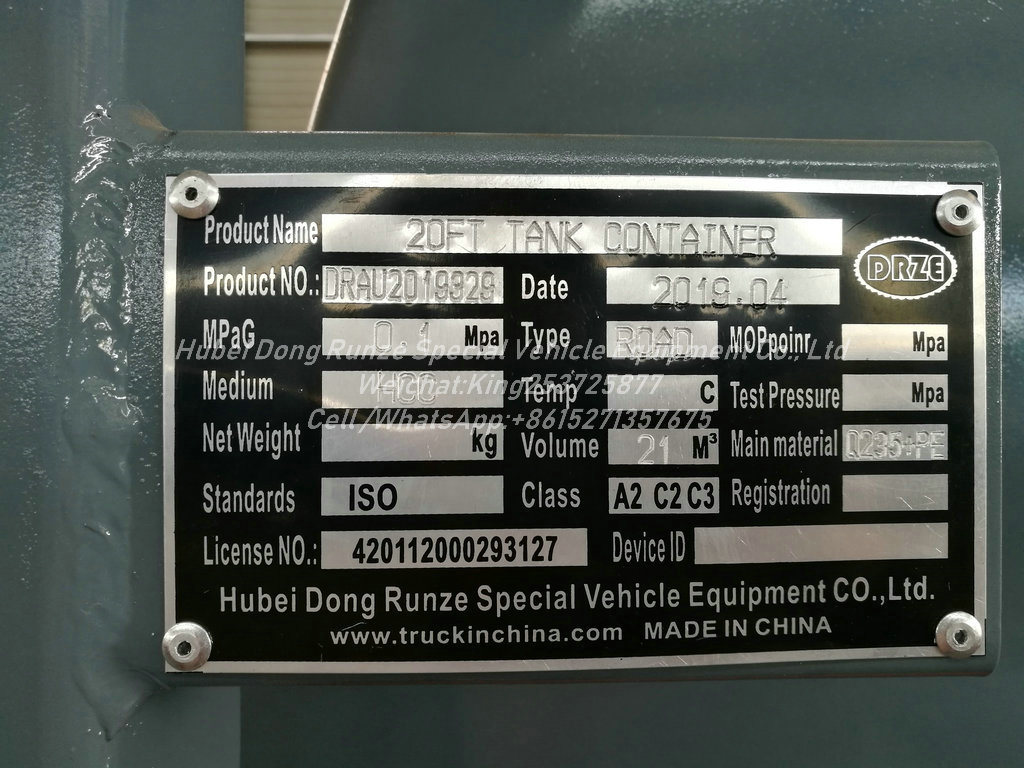 Product Name 20FT TANK CONTAINER
Product NO.: DRAU2019329 Date 2019.04
DRZE
MPaG 0.1 Mpa Type ROAD MOPpoinr Mpa
Hubei Dong Runze Special Vehicle Equipment Co., Ltd
Medium Temp C Test Pressure Mpa
Weichat:King253725877
Cell /WhatsApp:+8615271357675
Net Weight kg Volume 21 M³ Main material Q235+PE
Standards ISO Class A2 C2 C3 Registration
License NO.: 420112000293127 Device ID
Hubei Dong Runze Special Vehicle Equipment CO.,Ltd.
www.truckinchina.com MADE IN CHINA